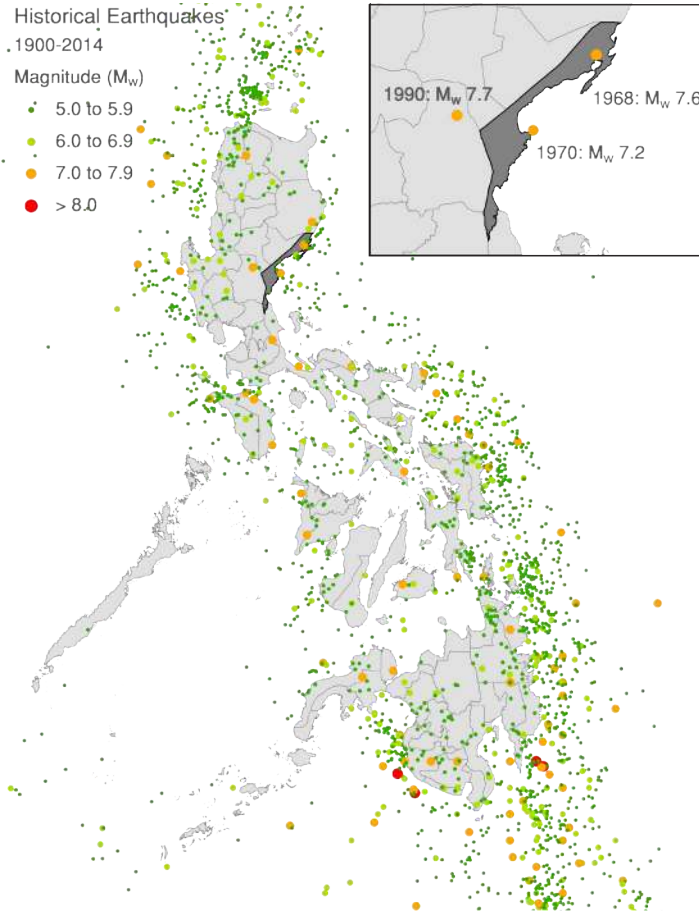 Historical Earthquakes
1900-2014
Magnitude (Mw)
5.0 to 5.9
6.0 to 6.9
7.0 to 7.9
> 8.0
1990: Mw 7.7
1968: Mw 7.6
1970: Mw 7.2